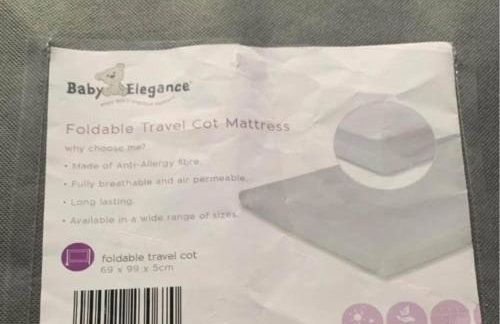 Baby Elegance
Foldable Travel Cot Mattress
why choose me?
• Made of Anti-Allergy fibre.
• Fully breathable and air permeable.
• Long lasting.
• Available in a wide range of sizes.
foldable travel cot
69 x 99 x 5cm